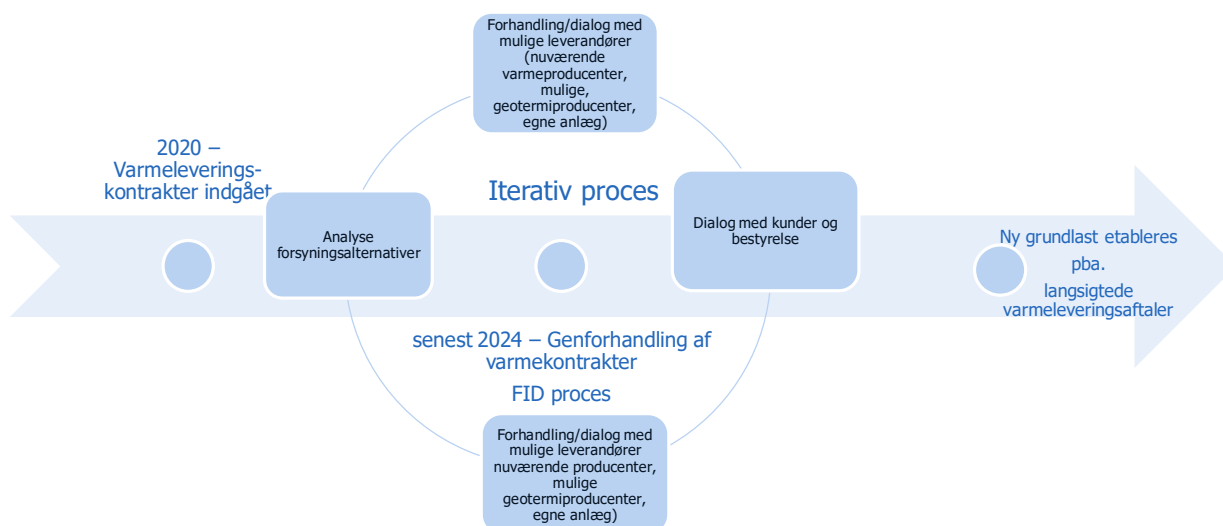 Forhandling/dialog med
mulige leverandører
(nuværende
varmeproducenter,
mulige,
geotermiproducenter,
egne anlæg)
2020 –
Varmeleverings-
kontrakter indgået
Iterativ proces
Analyse
forsyningsalternativer
Dialog med kunder og
bestyrelse
Ny grundlast etableres
pba.
langsigtede
varmeleveringsaftaler
senest 2024 – Genforhandling af
varmekontrakter
FID proces
Forhandling/dialog med
mulige leverandører
nuværende producenter,
mulige
geotermiproducenter,
egne anlæg)